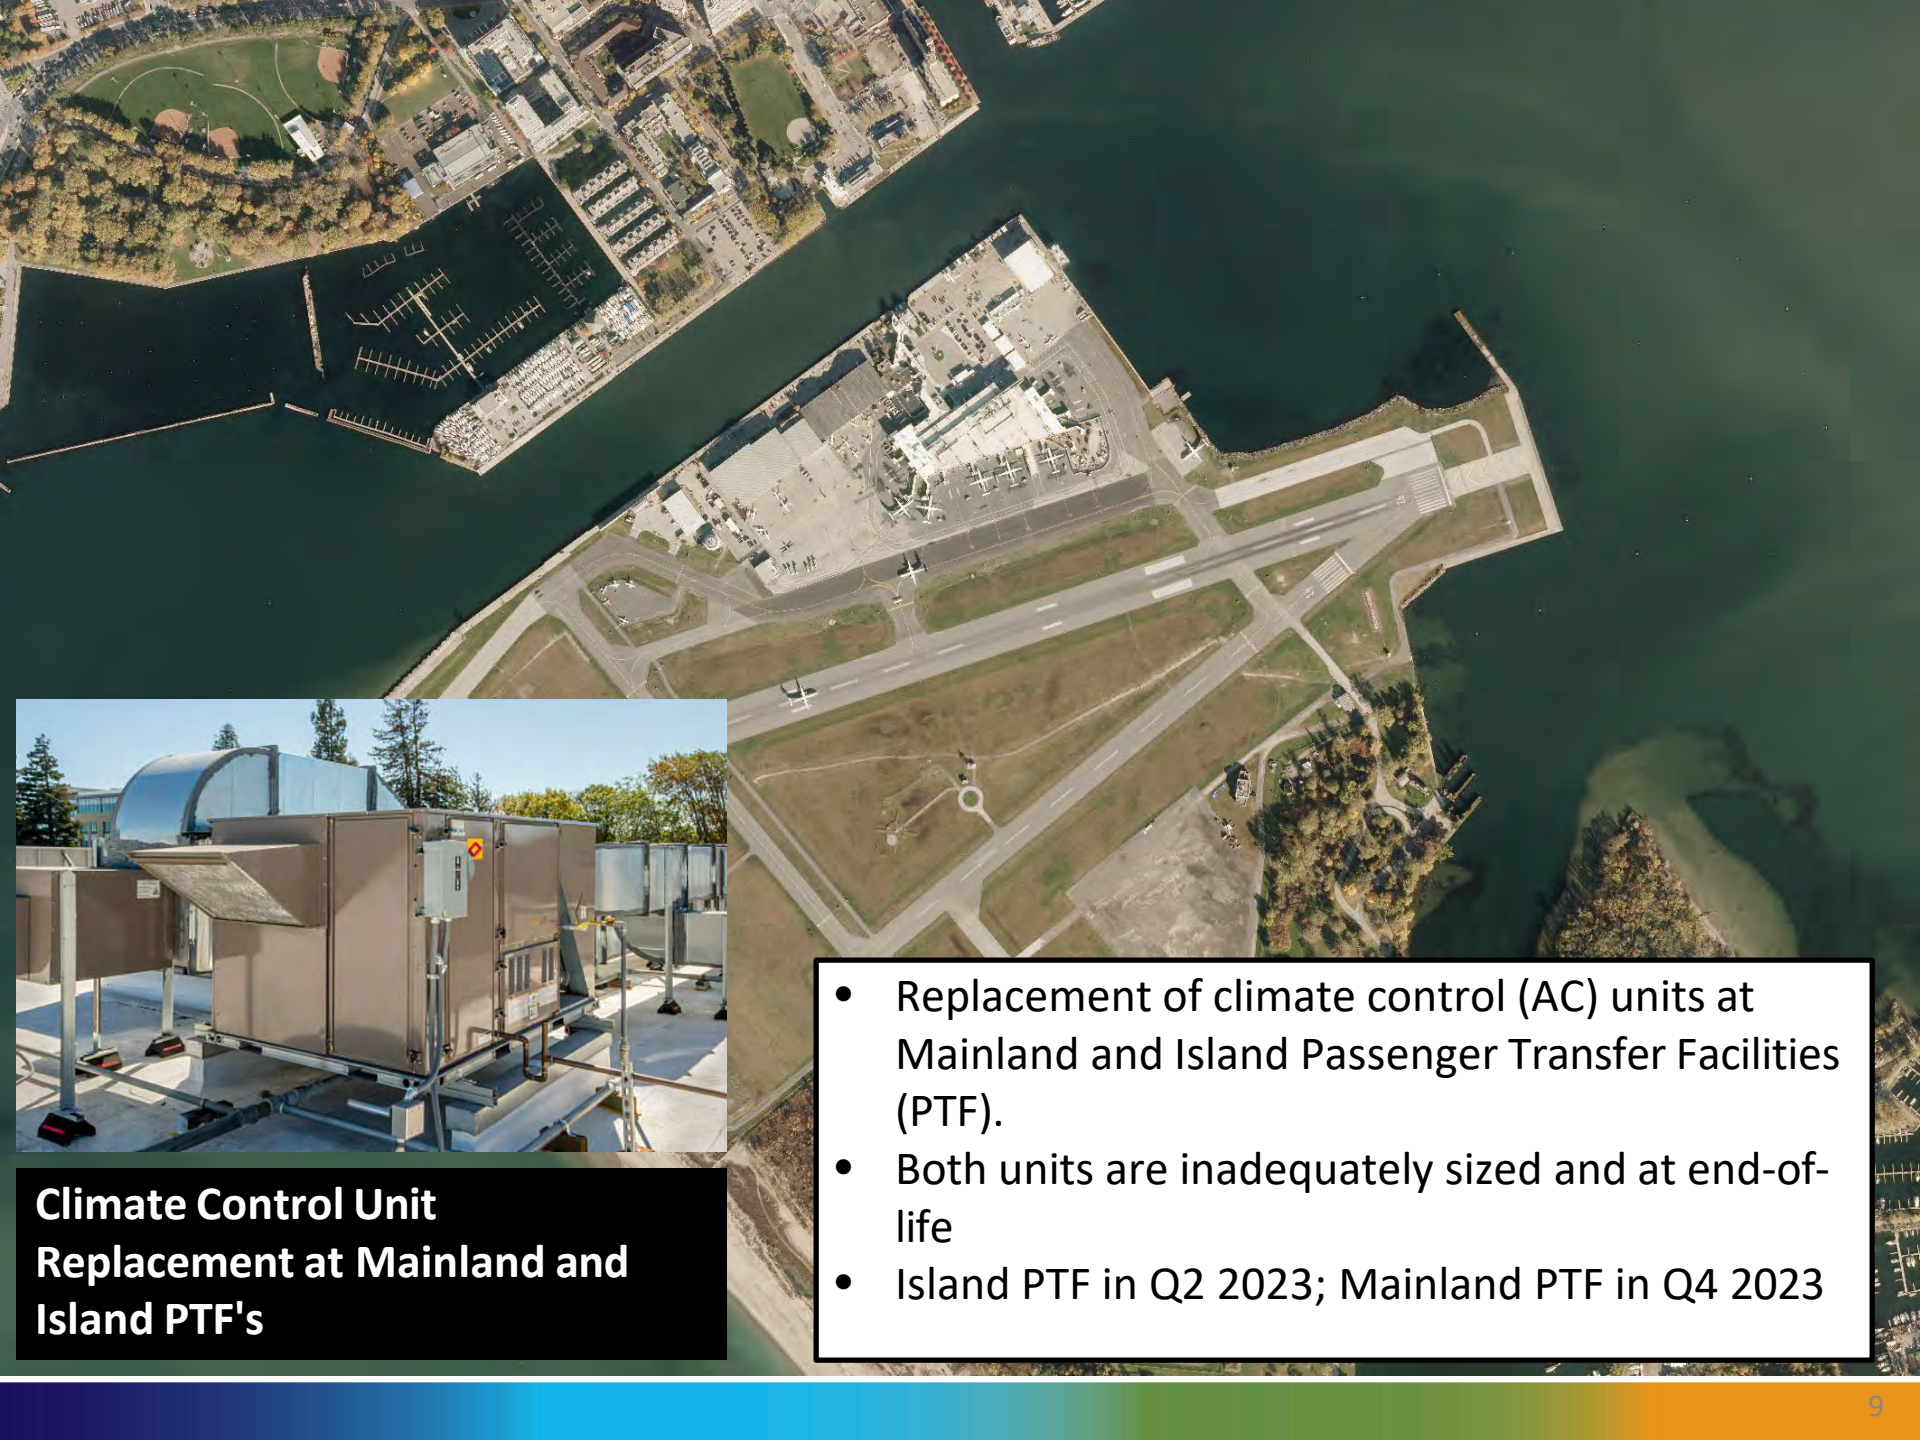 Climate Control Unit
Replacement at Mainland and
Island PTF's
• Replacement of climate control (AC) units at
Mainland and Island Passenger Transfer Facilities
(PTF).
• Both units are inadequately sized and at end-of-
life
• Island PTF in Q2 2023; Mainland PTF in Q4 2023
9